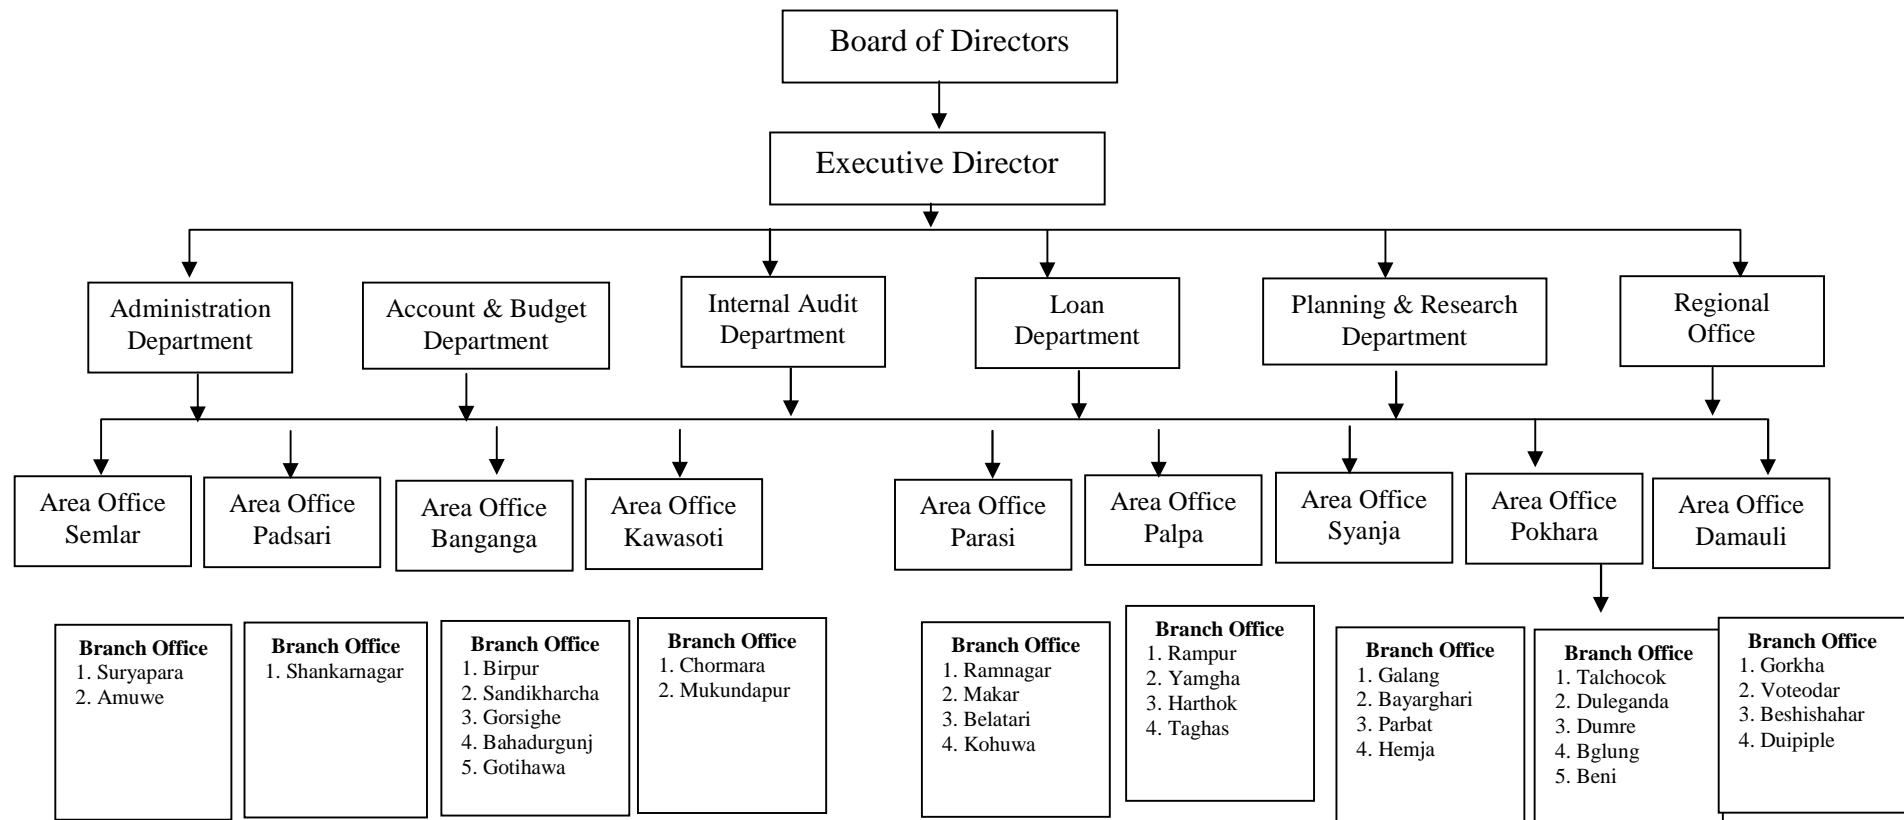 Board of Directors
Executive Director
Administration
Department
Account & Budget
Department
Internal Audit
Department
Loan
Department
Planning & Research
Department
Regional
Office
Area Office
Semlar
Area Office
Padsari
Area Office
Banganga
Area Office
Kawasoti
Area Office
Parasi
Area Office
Palpa
Area Office
Syanja
Area Office
Pokhara
Area Office
Damauli
Branch Office
1. Suryapara
2. Amuwe
Branch Office
1. Shankarnagar
Branch Office
1. Birpur
2. Sandikharcha
3. Gorsighe
4. Bahadurgunj
5. Gotihawa
Branch Office
1. Chormara
2. Mukundapur
Branch Office
1. Ramnagar
2. Makar
3. Belatari
4. Kohuwa
Branch Office
1. Rampur
2. Yamgha
3. Harthok
4. Taghas
Branch Office
1. Galang
2. Bayarghari
3. Parbat
4. Hemja
Branch Office
1. Talchocok
2. Duleganda
3. Dumre
4. Bglung
5. Beni
Branch Office
1. Gorkha
2. Voteodar
3. Beshishahar
4. Duipiple